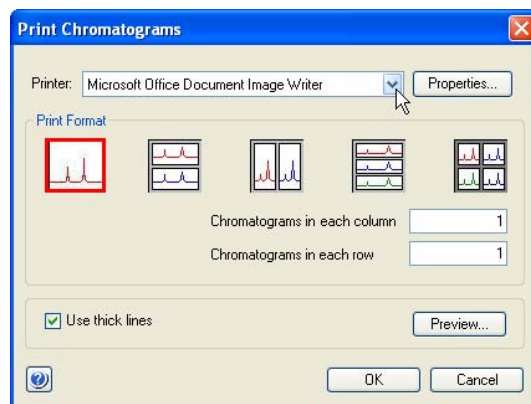 Print Chromatograms
Printer: Microsoft Office Document Image Writer Properties...
Print Format
Chromatograms in each column 1
Chromatograms in each row 1
Use thick lines Preview...
? OK Cancel